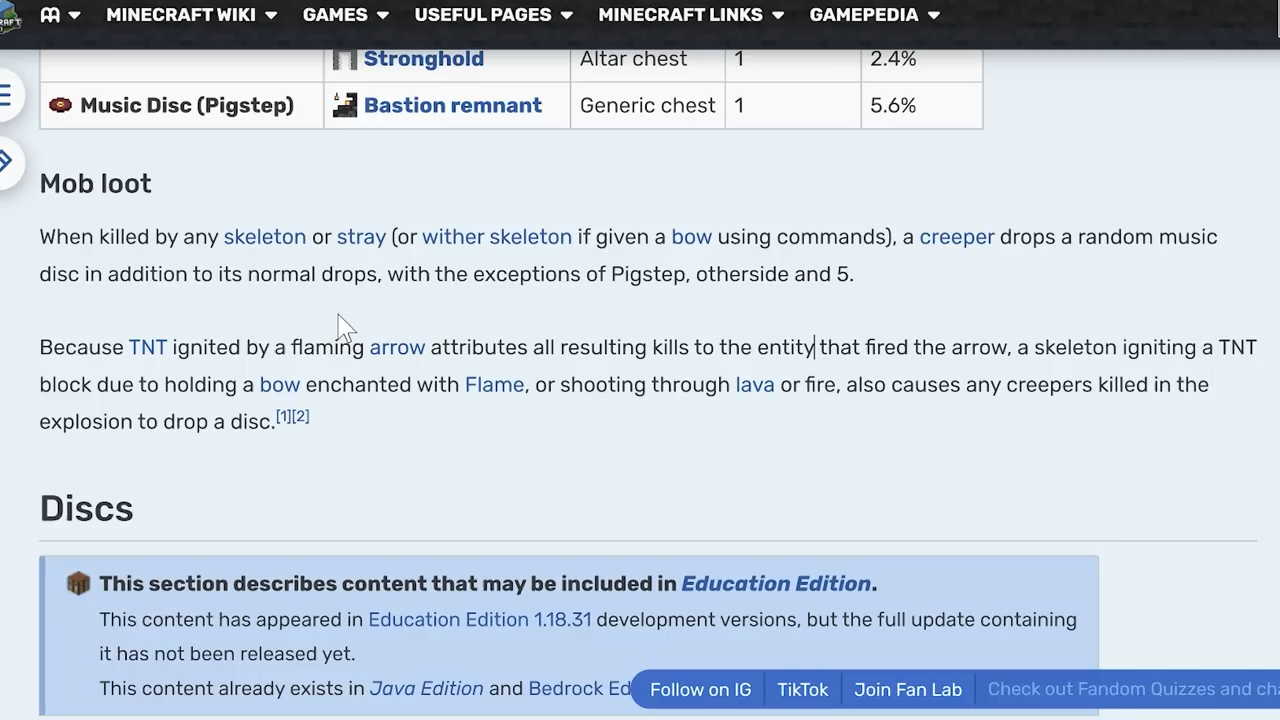 MINECRAFT WIKI GAMES USEFUL PAGES MINECRAFT LINKS GAMEPEDIA
Stronghold Altar chest 1 2.4%
Music Disc (Pigstep) Bastion remnant Generic chest 1 5.6%
Mob loot
When killed by any skeleton or stray (or wither skeleton if given a bow using commands), a creeper drops a random music
disc in addition to its normal drops, with the exceptions of Pigstep, otherside and 5.
Because TNT ignited by a flaming arrow attributes all resulting kills to the entity that fired the arrow, a skeleton igniting a TNT
block due to holding a bow enchanted with Flame, or shooting through lava or fire, also causes any creepers killed in the
explosion to drop a disc.[1][2]
Discs
This section describes content that may be included in Education Edition.
This content has appeared in Education Edition 1.18.31 development versions, but the full update containing
it has not been released yet.
This content already exists in Java Edition and Bedrock Ed
Follow on IG TikTok Join Fan Lab Check out Fandom Quizzes and